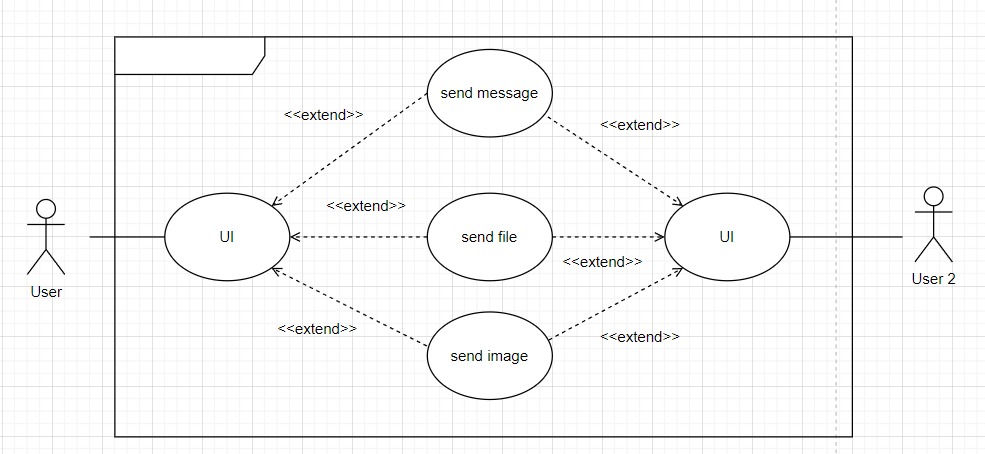 send message
<<extend>>
<<extend>>
<<extend>>
UI
send file
UI
<<extend>>
User
User 2
<<extend>>
<<extend>>
send image